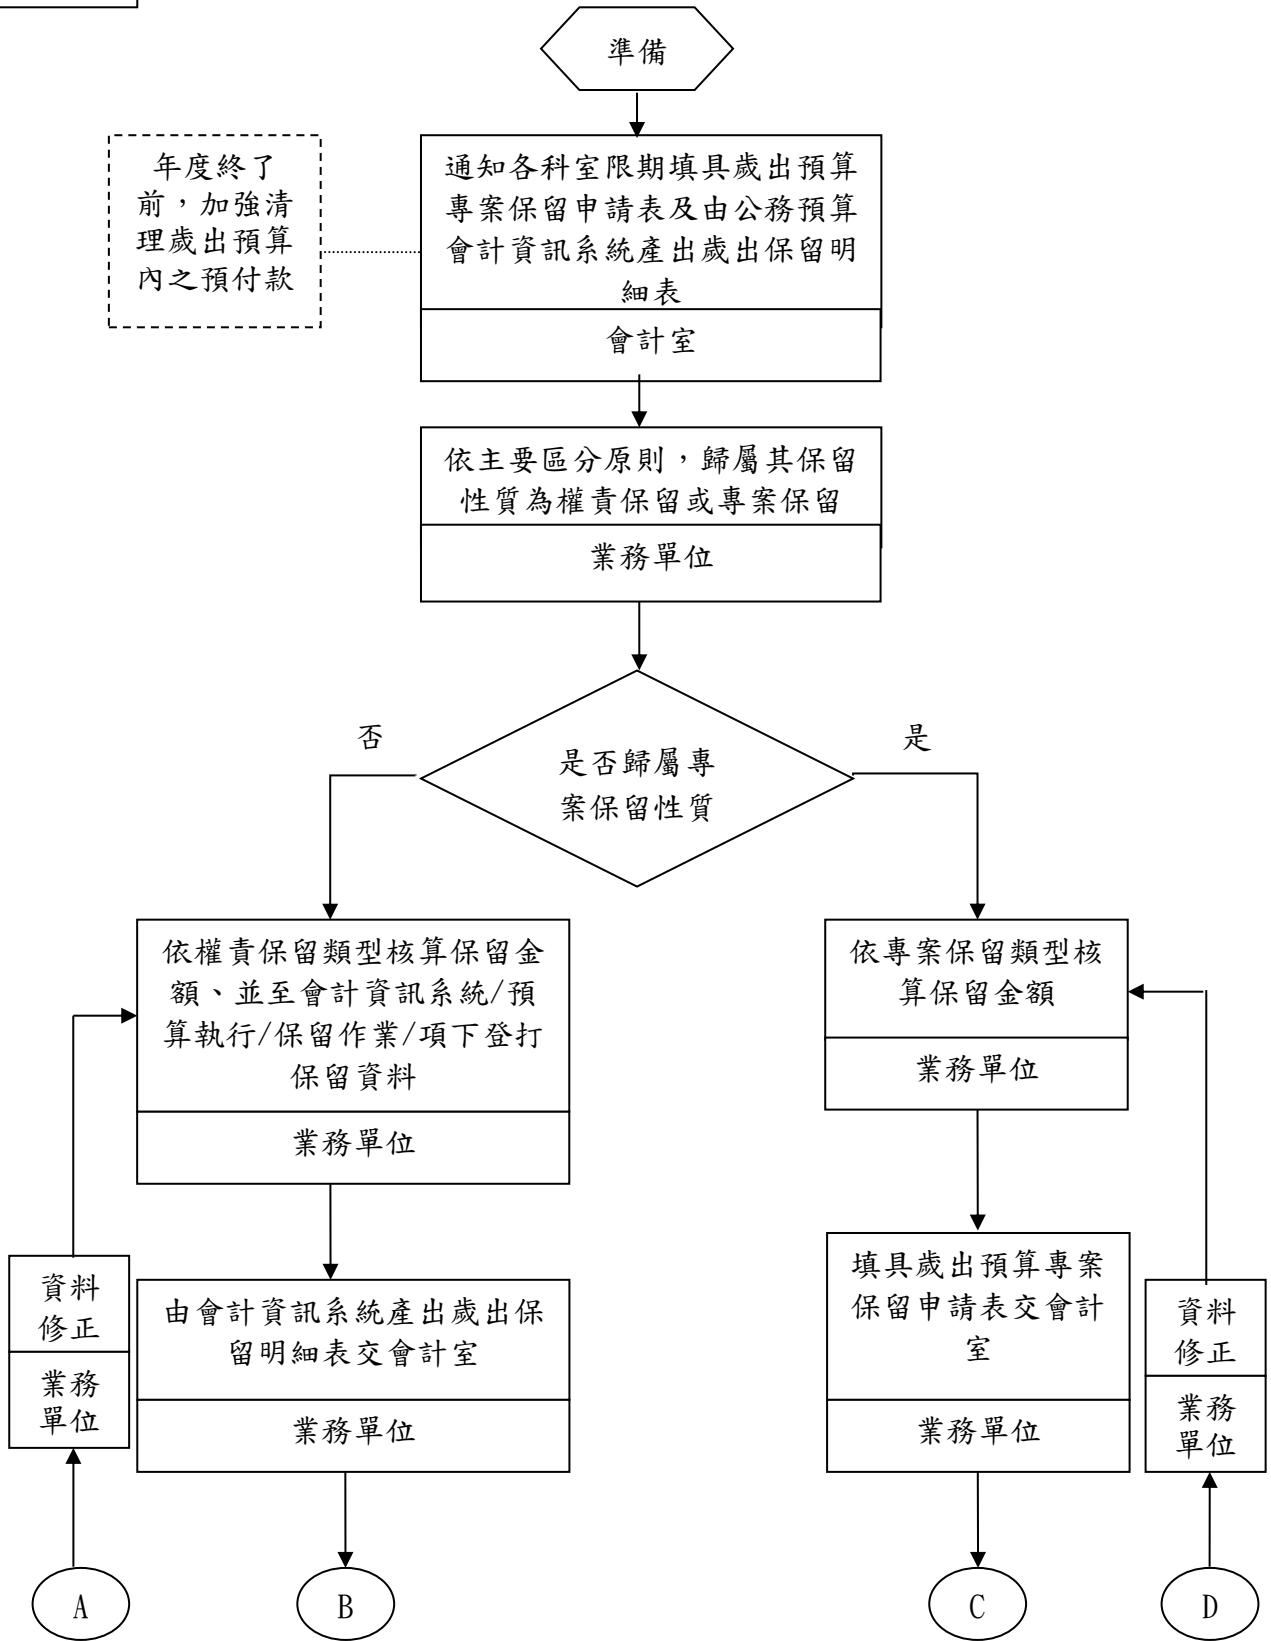 準備
年度終了
前，加強清
理歲出預算
內之預付款
通知各科室限期填具歲出預算
專案保留申請表及由公務預算
會計資訊系統產出歲出保留明
細表
會計室
依主要區分原則，歸屬其保留
性質為權責保留或專案保留
業務單位
否
是
是否歸屬專
案保留性質
依權責保留類型核算保留金
額、並至會計資訊系統/預
算執行/保留作業/項下登打
保留資料
業務單位
依專案保留類型核
算保留金額
業務單位
資料
修正
業務
單位
由會計資訊系統產出歲出保
留明細表交會計室
業務單位
填具歲出預算專案
保留申請表交會計
室
業務單位
資料
修正
業務
單位
A
B
C
D